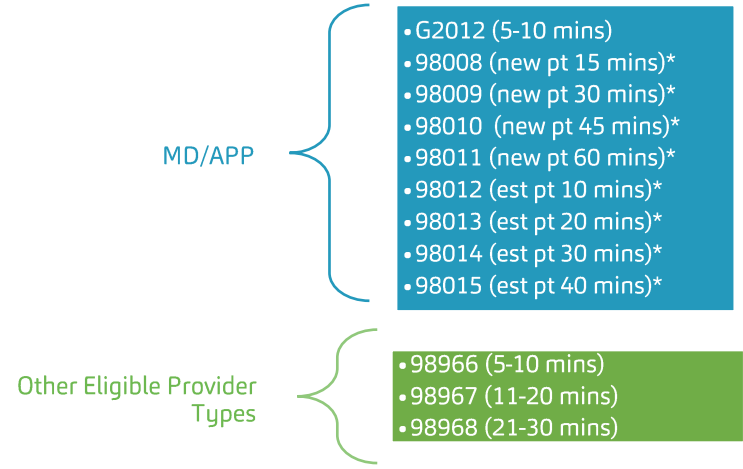 MD/APP
• G2012 (5-10 mins)
• 98008 (new pt 15 mins)*
• 98009 (new pt 30 mins)*
• 98010 (new pt 45 mins)*
• 98011 (new pt 60 mins)*
• 98012 (est pt 10 mins)*
• 98013 (est pt 20 mins)*
• 98014 (est pt 30 mins)*
• 98015 (est pt 40 mins)*
Other Eligible Provider
Types
• 98966 (5-10 mins)
• 98967 (11-20 mins)
• 98968 (21-30 mins)